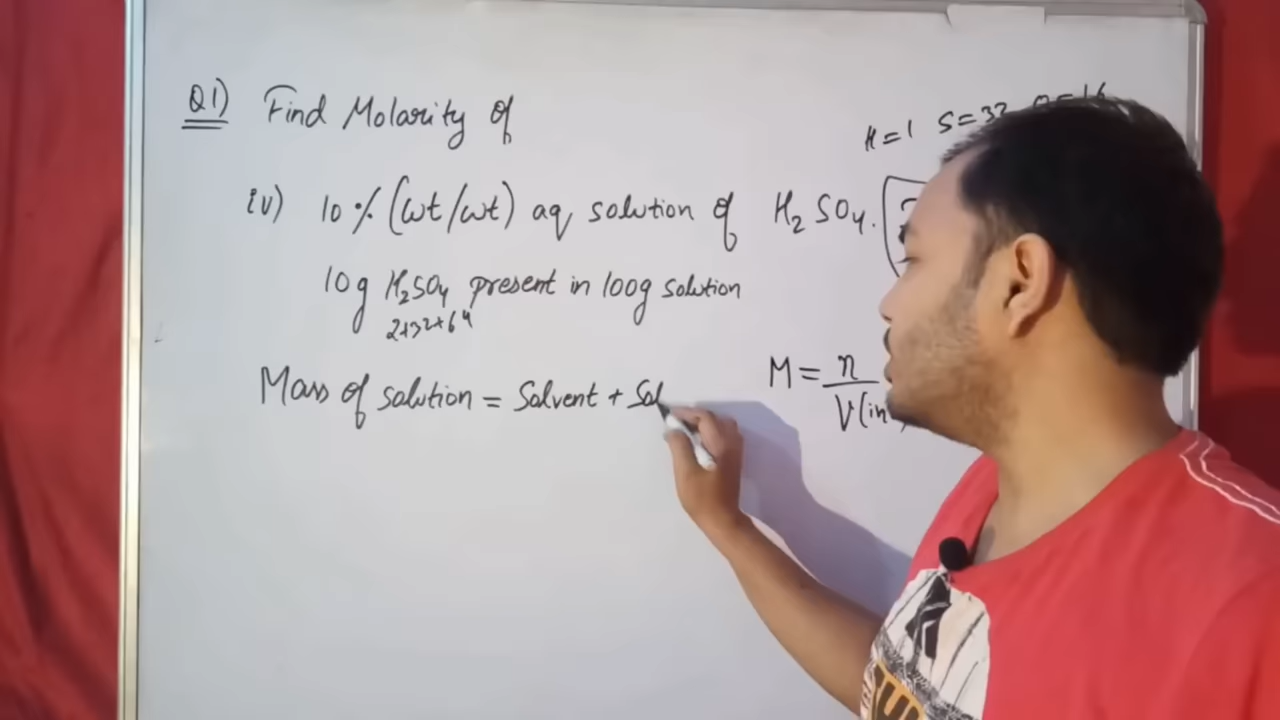 Q1) Find Molarity of
H=1 S=32 O=16
iv) 10% (wt/wt) aq solution of H₂SO₄.
10g H₂SO₄ present in 100g solution
2+32+64
Mass of solution = Solvent + Sol
M = n
V(in